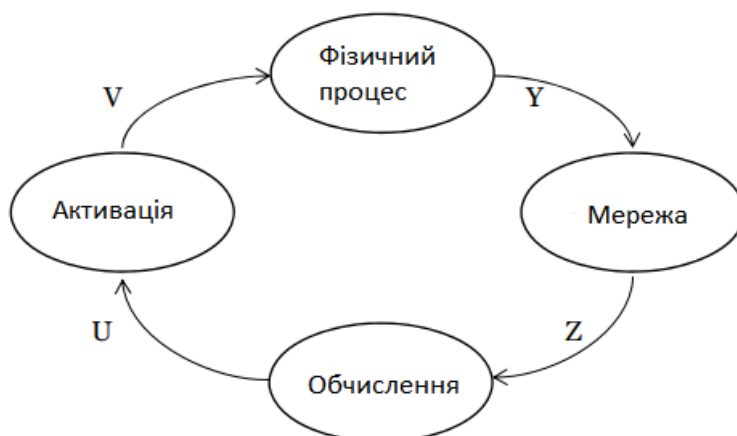 Фізичний
процес
V
Y
Активація
Мережа
U
Z
Обчислення